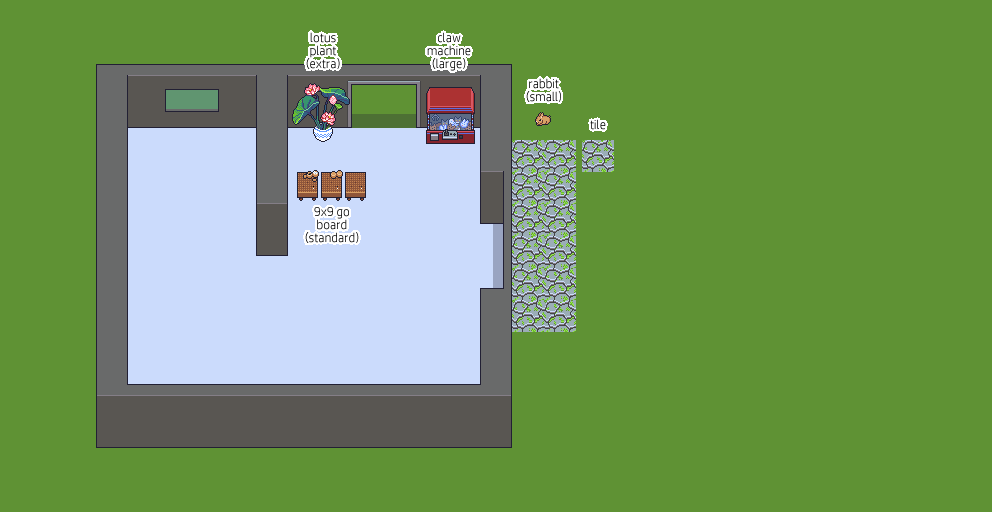 lotus
plant
(extra)
claw
machine
(large)
rabbit
(small)
tile
9x9 go
board
(standard)